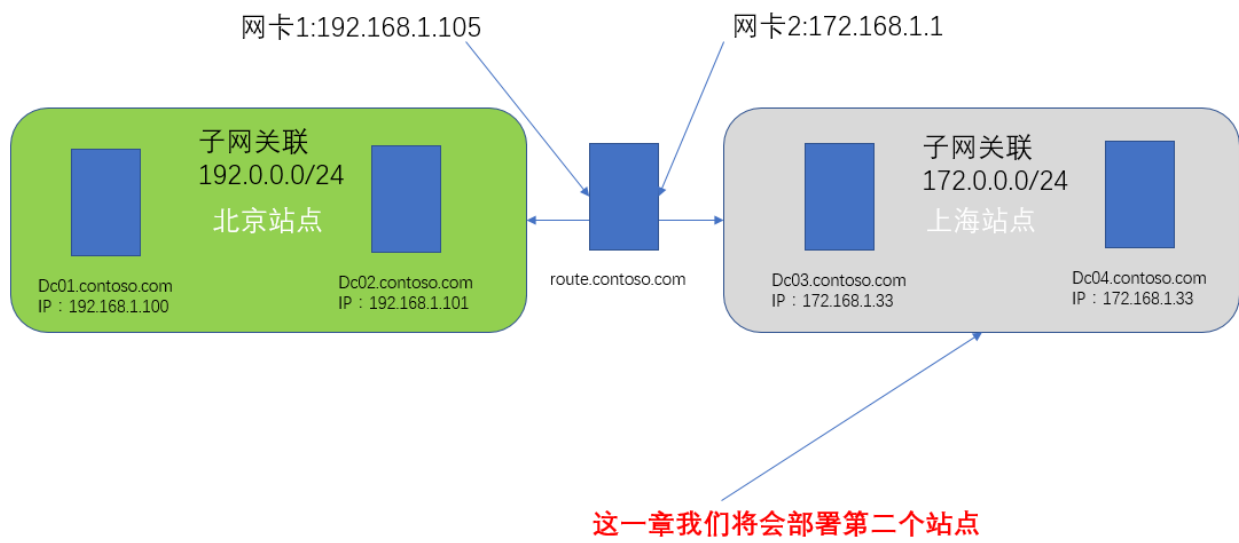 网卡1:192.168.1.105
网卡2:172.168.1.1
子网关联
192.0.0.0/24
北京站点
Dc01.contoso.com
IP：192.168.1.100
Dc02.contoso.com
IP：192.168.1.101
route.contoso.com
子网关联
172.0.0.0/24
上海站点
Dc03.contoso.com
IP：172.168.1.33
Dc04.contoso.com
IP：172.168.1.33
这一章我们将会部署第二个站点